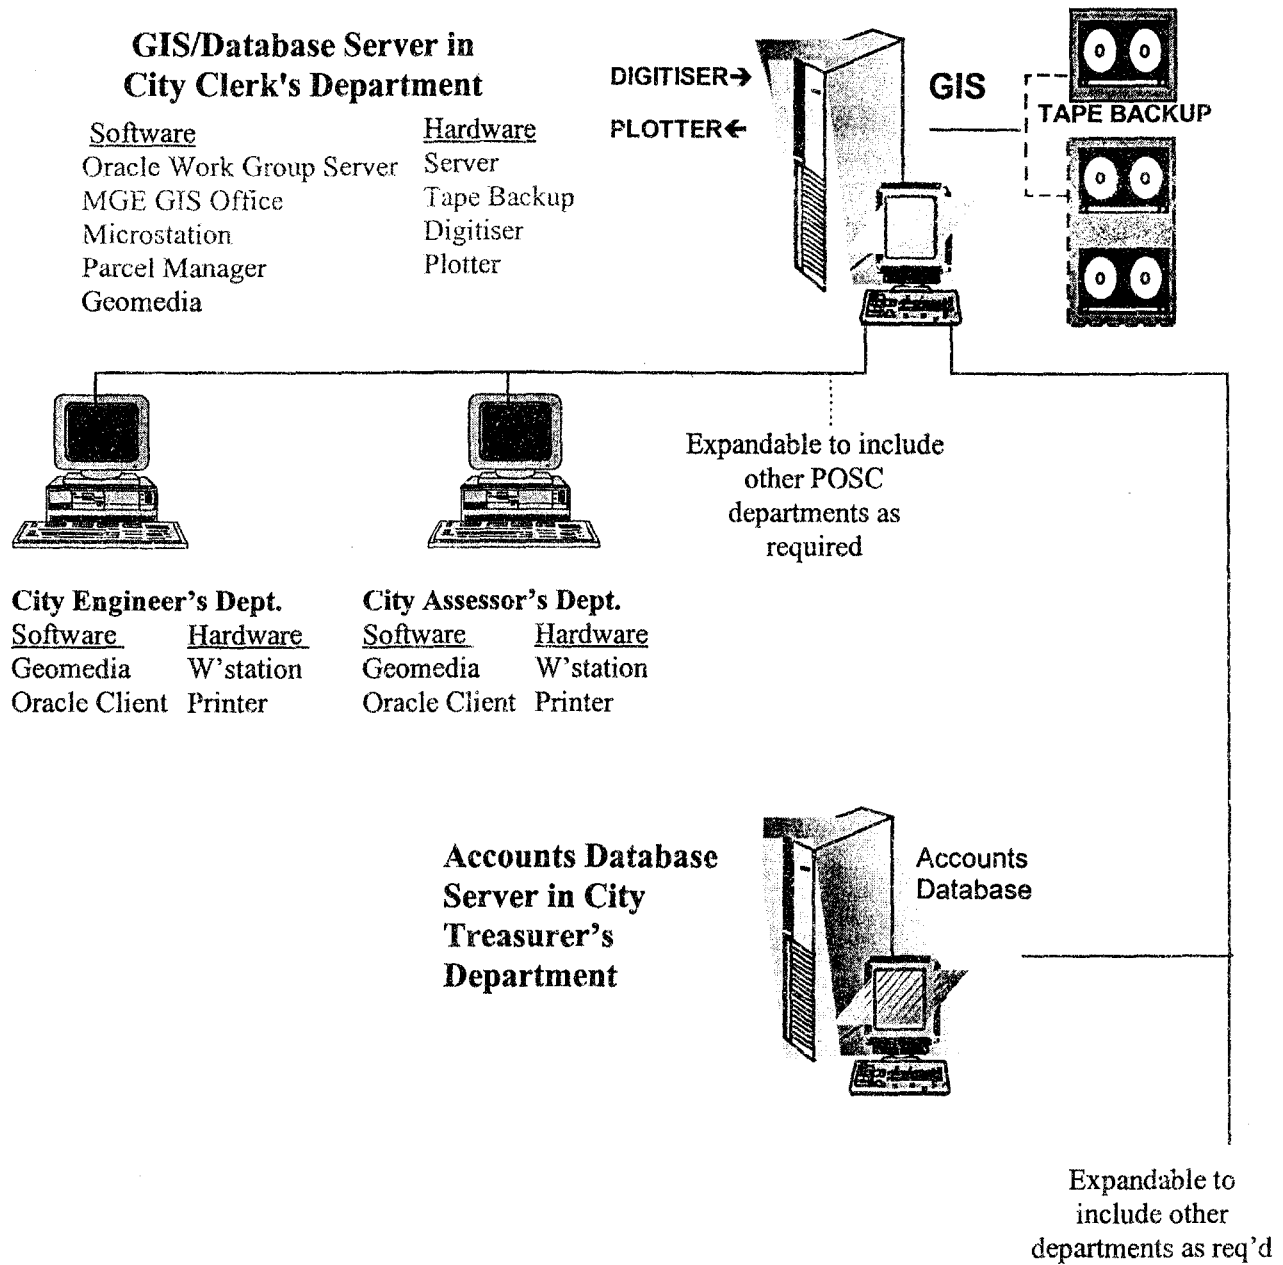 GIS/Database Server in
City Clerk's Department
Software
Oracle Work Group Server
MGE GIS Office
Microstation
Parcel Manager
Geomedia
Hardware
Server
Tape Backup
Digitiser
Plotter
DIGITISER→
PLOTTER←
GIS
TAPE BACKUP
Expandable to include
other POSC
departments as
required
City Engineer's Dept.
Software Hardware
Geomedia W'station
Oracle Client Printer
City Assessor's Dept.
Software Hardware
Geomedia W'station
Oracle Client Printer
Accounts Database
Server in City
Treasurer's
Department
Accounts
Database
Expandable to
include other
departments as req'd